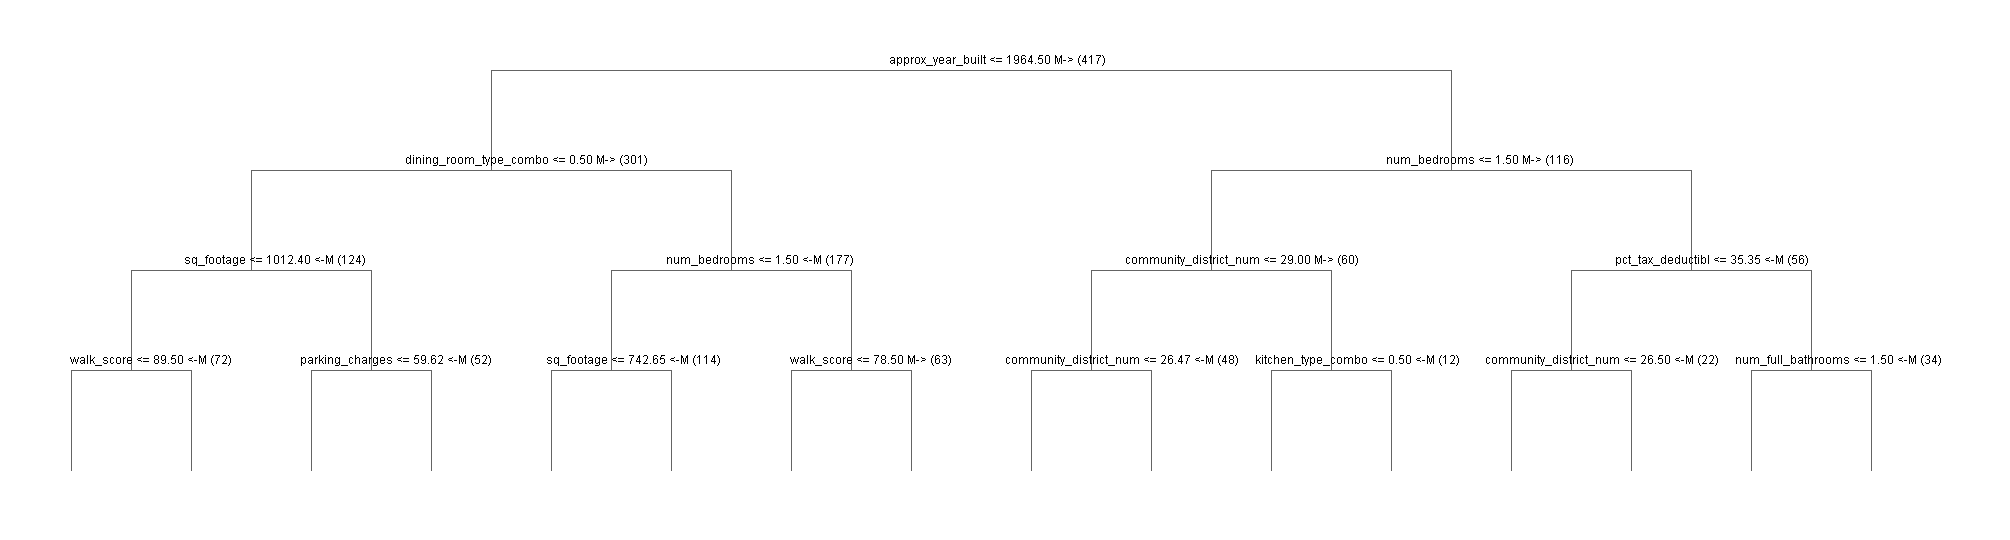 approx_year_built <= 1964.50 M-> (417)
dining_room_type_combo <= 0.50 M-> (301)
num_bedrooms <= 1.50 M-> (116)
sq_footage <= 1012.40 <-M (124)
num_bedrooms <= 1.50 <-M (177)
community_district_num <= 29.00 M-> (60)
pct_tax_deductibl <= 35.35 <-M (56)
walk_score <= 89.50 <-M (72)
parking_charges <= 59.62 <-M (52)
sq_footage <= 742.65 <-M (114)
walk_score <= 78.50 M-> (63)
community_district_num <= 26.47 <-M (48)
kitchen_type_combo <= 0.50 <-M (12)
community_district_num <= 26.50 <-M (22)
num_full_bathrooms <= 1.50 <-M (34)